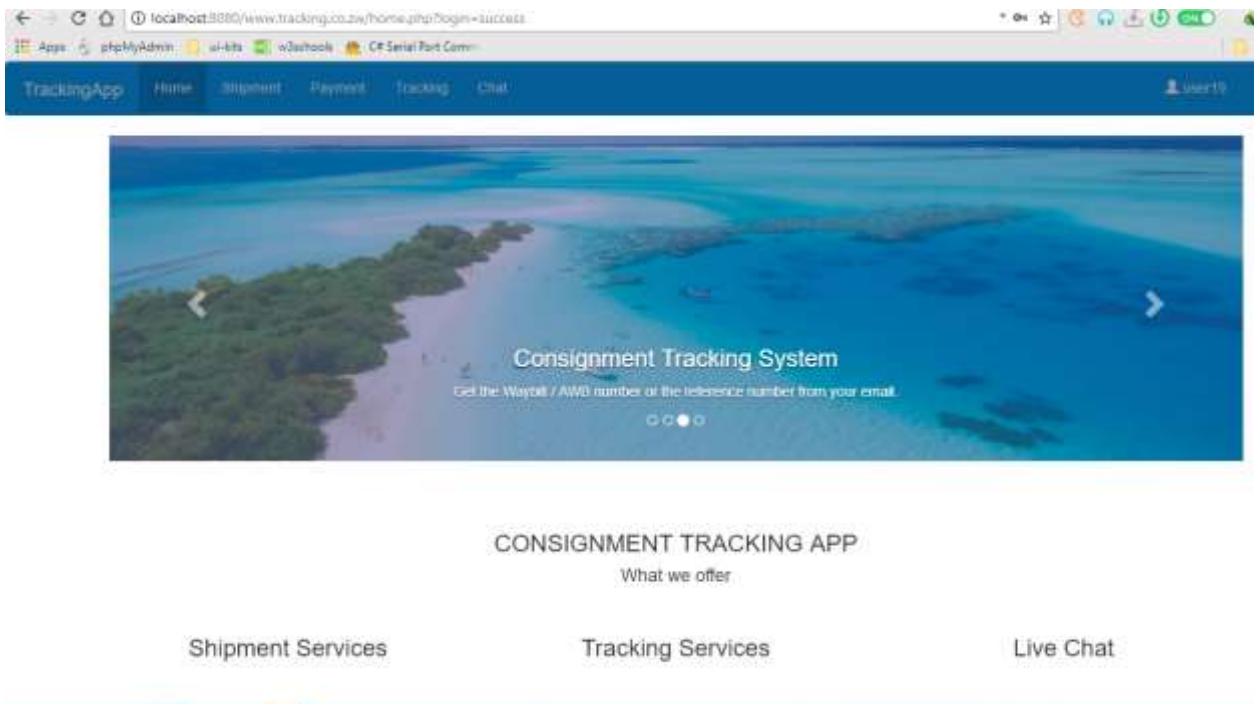 localhost:8080/www.tracking.co.zw/home.php?login=success
Apps phpMyAdmin ui-kits w3schools C# Serial Port Comm
TrackingApp Home Shipment Payment Tracking Chat user19
Consignment Tracking System
Get the Waybill / AWB number or the reference number from your email.
CONSIGNMENT TRACKING APP
What we offer
Shipment Services Tracking Services Live Chat